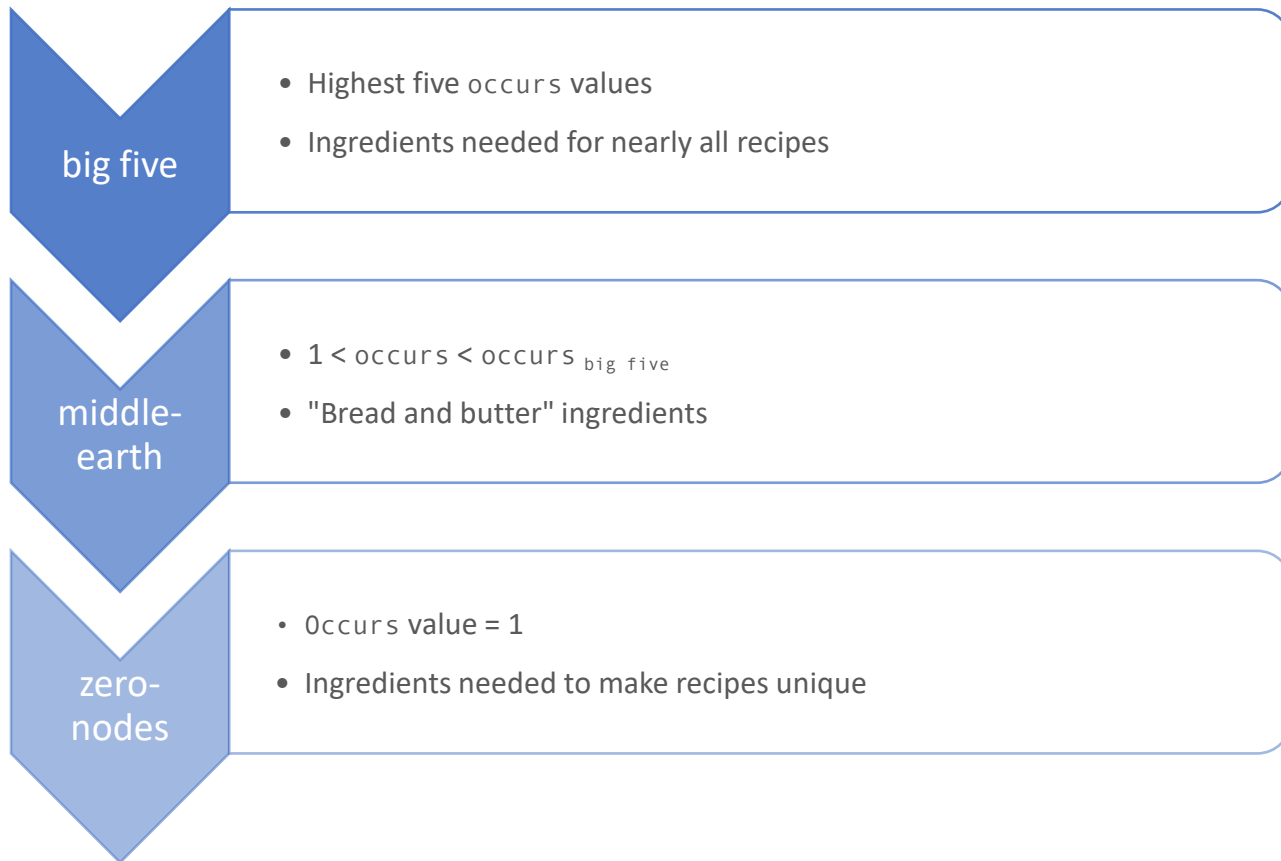 big five
• Highest five occurs values
• Ingredients needed for nearly all recipes
middle-
earth
• 1 < occurs < occurs big five
• "Bread and butter" ingredients
zero-
nodes
• Occurs value = 1
• Ingredients needed to make recipes unique